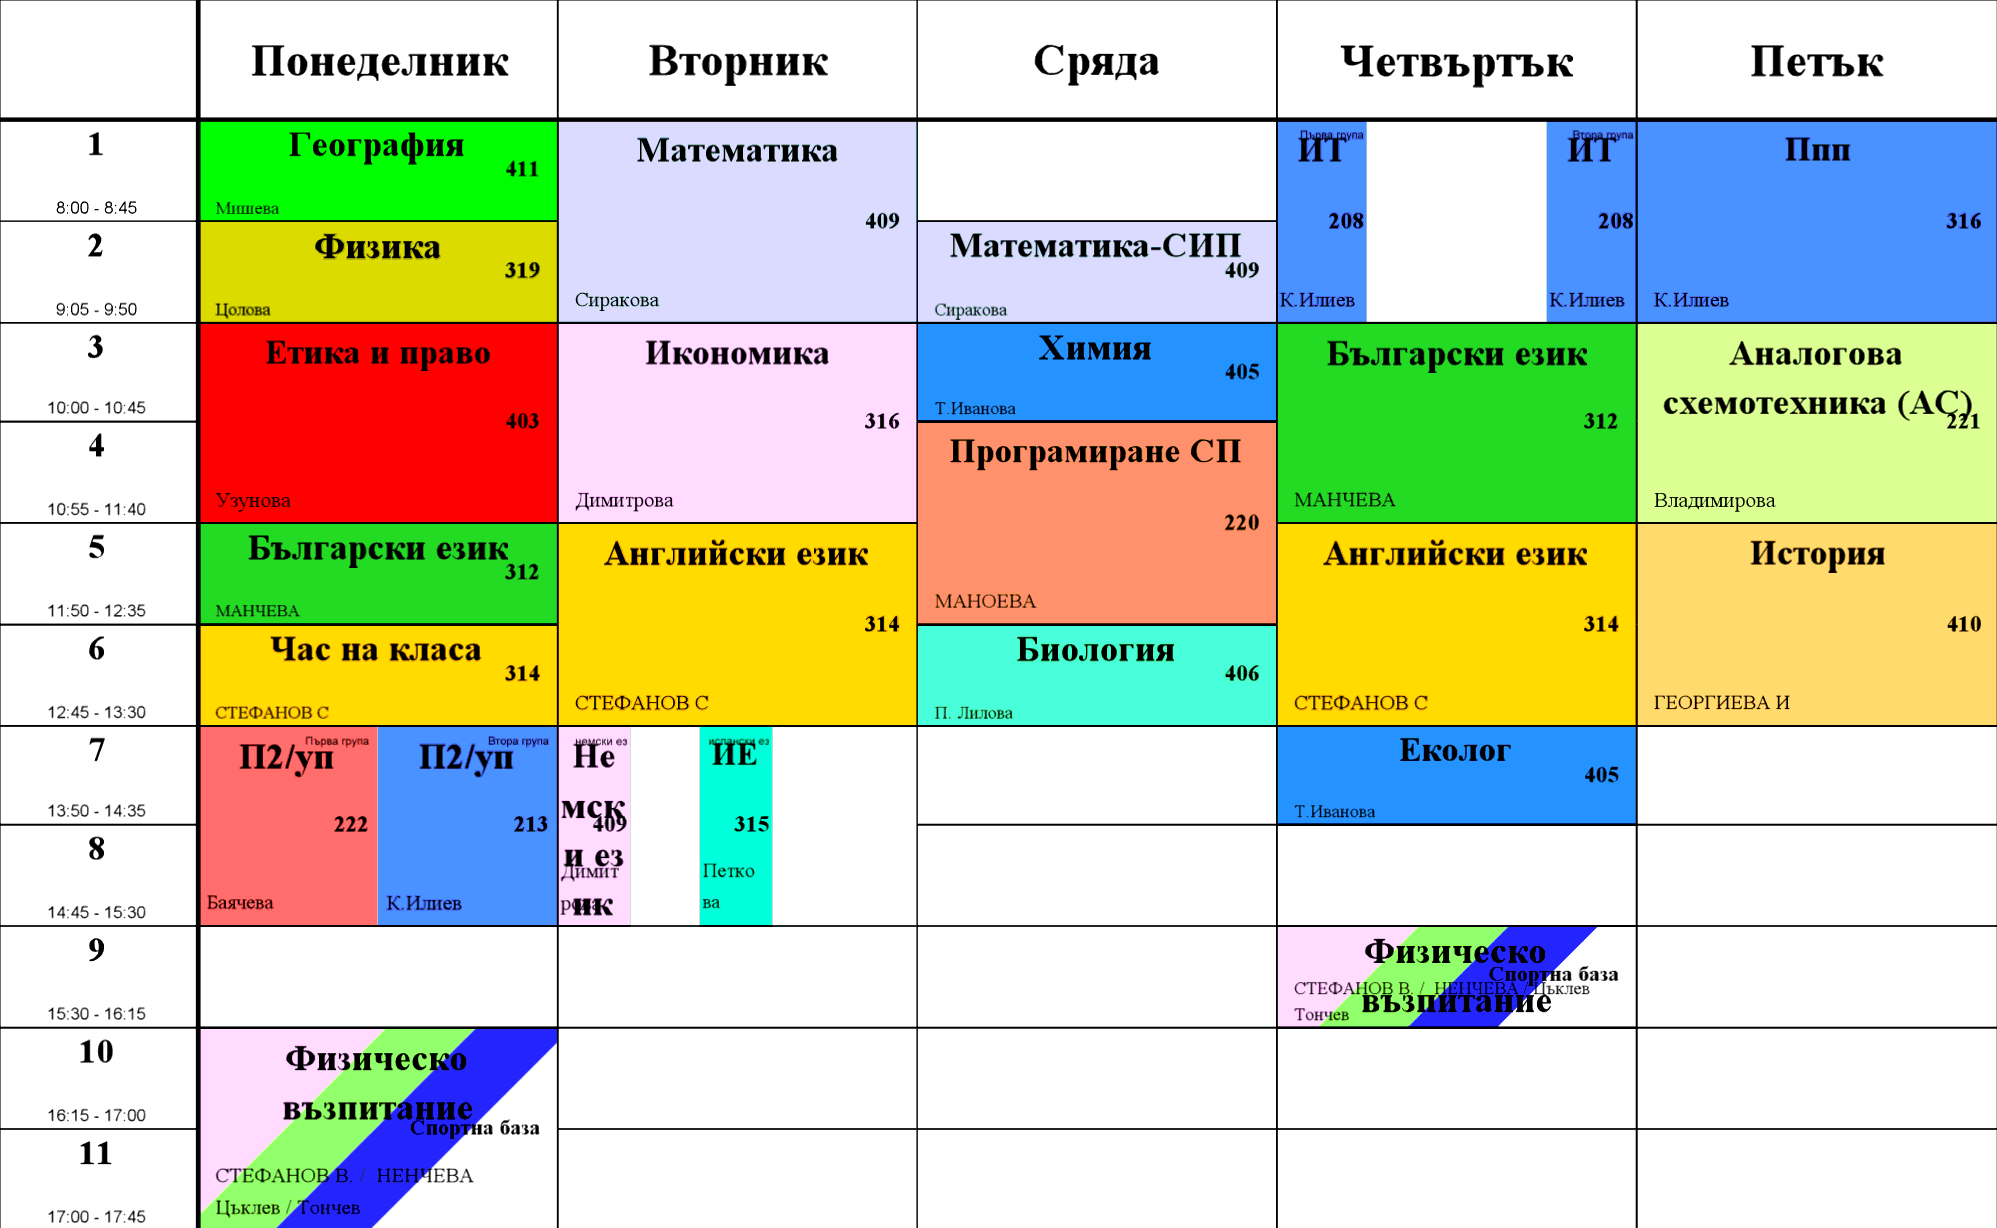 Понеделник
Вторник
Сряда
Четвъртък
Петък
1
8:00 - 8:45
География
411
Мишева
Математика
409
Сиракова
Първа група
ИТ
208
К.Илиев
Втора група
ИТ
208
К.Илиев
Ппп
316
К.Илиев
2
9:05 - 9:50
Физика
319
Цолова
Математика-СИП
409
Сиракова
3
10:00 - 10:45
Етика и право
403
Узунова
Икономика
316
Димитрова
Химия
405
Т.Иванова
Български език
312
МАНЧЕВА
Аналогова
схемотехника (АС)
221
Владимирова
4
10:55 - 11:40
Програмиране СП
220
МАНОЕВА
5
11:50 - 12:35
Български език
312
МАНЧЕВА
Английски език
314
СТЕФАНОВ С
Английски език
314
СТЕФАНОВ С
История
410
ГЕОРГИЕВА И
6
12:45 - 13:30
Час на класа
314
СТЕФАНОВ С
Биология
406
П. Лилова
7
13:50 - 14:35
Първа група
П2/уп
222
Баячева
Втора група
П2/уп
213
К.Илиев
немски ез
Не
мск
и ез
ик
409
Димит
рова
испански ез
ИЕ
315
Петко
ва
Еколог
405
Т.Иванова
8
14:45 - 15:30
9
15:30 - 16:15
Физическо
възпитание
Спортна база
СТЕФАНОВ В. / НЕНЧЕВА / Цъклев
Тончев
10
16:15 - 17:00
Физическо
възпитание
Спортна база
СТЕФАНОВ В. / НЕНЧЕВА
Цъклев / Тончев
11
17:00 - 17:45